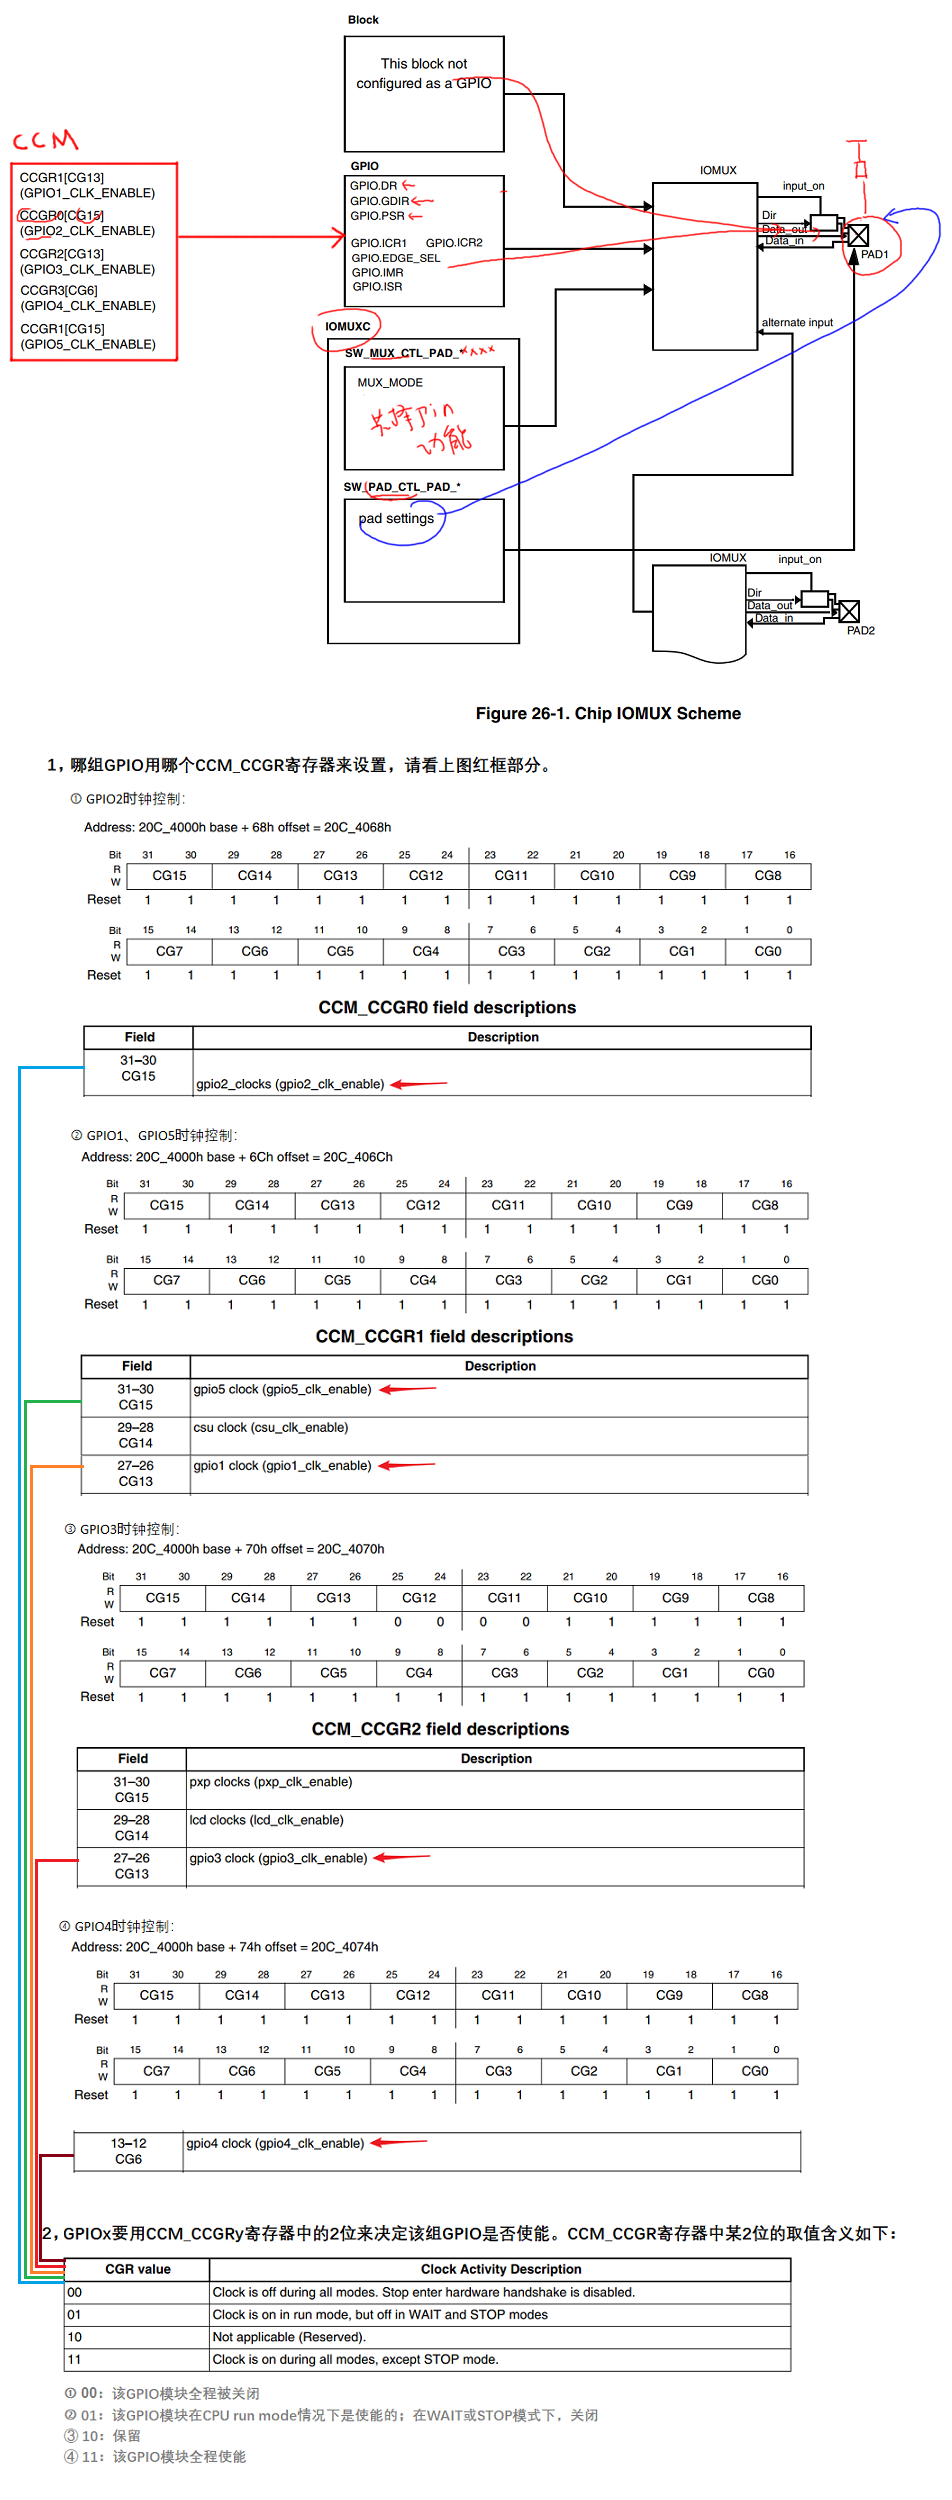 Block
This block not
configured as a GPIO
CCM
CCGR1[CG13]
(GPIO1_CLK_ENABLE)
CCGR0[CG15]
(GPIO2_CLK_ENABLE)
CCGR2[CG13]
(GPIO3_CLK_ENABLE)
CCGR3[CG6]
(GPIO4_CLK_ENABLE)
CCGR1[CG15]
(GPIO5_CLK_ENABLE)
GPIO
GPIO.DR
GPIO.GDIR
GPIO.PSR
GPIO.ICR1 GPIO.ICR2
GPIO.EDGE_SEL
GPIO.IMR
GPIO.ISR
IOMUX
input_on
Dir
Data_out
Data_in
PAD1
alternate input
IOMUXC
SW_MUX_CTL_PAD_*xxxx
MUX_MODE
选择Pin
功能
SW_PAD_CTL_PAD_*
pad settings
IOMUX
input_on
Dir
Data_out
Data_in
PAD2
Figure 26-1. Chip IOMUX Scheme
1，哪组GPIO用哪个CCM_CCGR寄存器来设置，请看上图红框部分。
① GPIO2时钟控制：
Address: 20C_4000h base + 68h offset = 20C_4068h
Bit 31 30 29 28 27 26 25 24 23 22 21 20 19 18 17 16
R
W
CG15 CG14 CG13 CG12 CG11 CG10 CG9 CG8
Reset 1 1 1 1 1 1 1 1 1 1 1 1 1 1 1 1
Bit 15 14 13 12 11 10 9 8 7 6 5 4 3 2 1 0
R
W
CG7 CG6 CG5 CG4 CG3 CG2 CG1 CG0
Reset 1 1 1 1 1 1 1 1 1 1 1 1 1 1 1 1
CCM_CCGR0 field descriptions
Field Description
31–30
CG15
gpio2_clocks (gpio2_clk_enable)
② GPIO1、GPIO5时钟控制：
Address: 20C_4000h base + 6Ch offset = 20C_406Ch
Bit 31 30 29 28 27 26 25 24 23 22 21 20 19 18 17 16
R
W
CG15 CG14 CG13 CG12 CG11 CG10 CG9 CG8
Reset 1 1 1 1 1 1 1 1 1 1 1 1 1 1 1 1
Bit 15 14 13 12 11 10 9 8 7 6 5 4 3 2 1 0
R
W
CG7 CG6 CG5 CG4 CG3 CG2 CG1 CG0
Reset 1 1 1 1 1 1 1 1 1 1 1 1 1 1 1 1
CCM_CCGR1 field descriptions
Field Description
31–30
CG15
gpio5 clock (gpio5_clk_enable)
29–28
CG14
csu clock (csu_clk_enable)
27–26
CG13
gpio1 clock (gpio1_clk_enable)
③ GPIO3时钟控制：
Address: 20C_4000h base + 70h offset = 20C_4070h
Bit 31 30 29 28 27 26 25 24 23 22 21 20 19 18 17 16
R
W
CG15 CG14 CG13 CG12 CG11 CG10 CG9 CG8
Reset 1 1 1 1 1 1 0 0 0 0 1 1 1 1 1 1
Bit 15 14 13 12 11 10 9 8 7 6 5 4 3 2 1 0
R
W
CG7 CG6 CG5 CG4 CG3 CG2 CG1 CG0
Reset 1 1 1 1 1 1 1 1 1 1 1 1 1 1 1 1
CCM_CCGR2 field descriptions
Field Description
31–30
CG15
pxp clocks (pxp_clk_enable)
29–28
CG14
lcd clocks (lcd_clk_enable)
27–26
CG13
gpio3 clock (gpio3_clk_enable)
④ GPIO4时钟控制：
Address: 20C_4000h base + 74h offset = 20C_4074h
Bit 31 30 29 28 27 26 25 24 23 22 21 20 19 18 17 16
R
W
CG15 CG14 CG13 CG12 CG11 CG10 CG9 CG8
Reset 1 1 1 1 1 1 1 1 1 1 1 1 1 1 1 1
Bit 15 14 13 12 11 10 9 8 7 6 5 4 3 2 1 0
R
W
CG7 CG6 CG5 CG4 CG3 CG2 CG1 CG0
Reset 1 1 1 1 1 1 1 1 1 1 1 1 1 1 1 1
13–12
CG6
gpio4 clock (gpio4_clk_enable)
2，GPIOx要用CCM_CCGRy寄存器中的2位来决定该组GPIO是否使能。CCM_CCGR寄存器中某2位的取值含义如下：
CGR value Clock Activity Description
00 Clock is off during all modes. Stop enter hardware handshake is disabled.
01 Clock is on in run mode, but off in WAIT and STOP modes
10 Not applicable (Reserved).
11 Clock is on during all modes, except STOP mode.
① 00：该GPIO模块全程被关闭
② 01：该GPIO模块在CPU run mode情况下是使能的；在WAIT或STOP模式下，关闭
③ 10：保留
④ 11：该GPIO模块全程使能